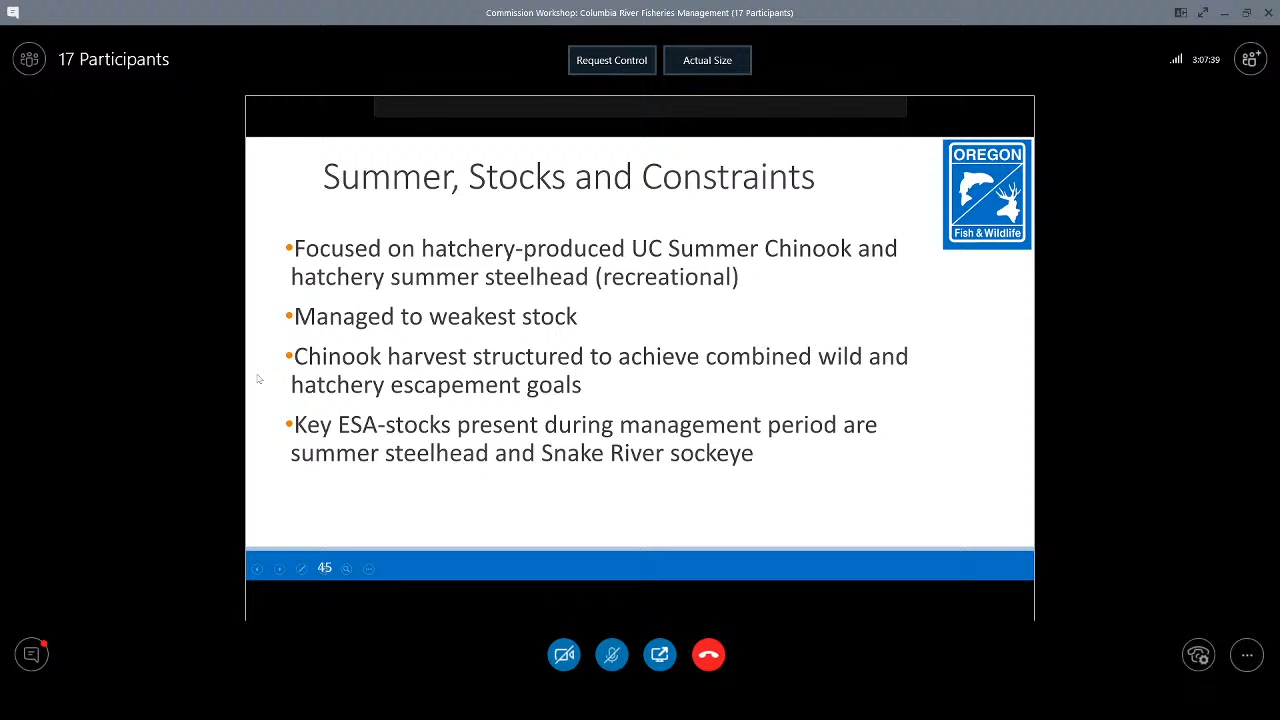 Commission Workshop: Columbia River Fisheries Management (17 Participants)
17 Participants
Request Control
Actual Size
3:07:39
Summer, Stocks and Constraints
OREGON
Fish & Wildlife
•Focused on hatchery-produced UC Summer Chinook and
hatchery summer steelhead (recreational)
•Managed to weakest stock
•Chinook harvest structured to achieve combined wild and
hatchery escapement goals
•Key ESA-stocks present during management period are
summer steelhead and Snake River sockeye
45